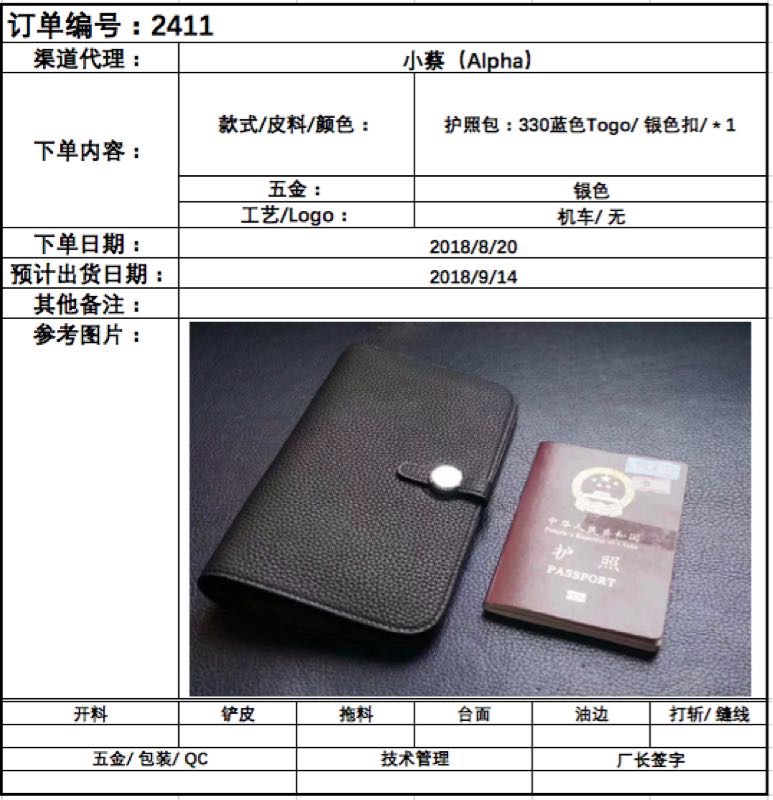 订单编号：2411
渠道代理：
小蔡（Alpha）
下单内容：
款式/皮料/颜色：
护照包：330蓝色Togo/ 银色扣/ * 1
五金：
银色
工艺/Logo：
机车/ 无
下单日期：
2018/8/20
预计出货日期：
2018/9/14
其他备注：
参考图片：
中华人民共和国
People's Republic of China
护照
PASSPORT
开料
铲皮
拖料
台面
油边
打斩/ 缝线
五金/ 包装/ QC
技术管理
厂长签字